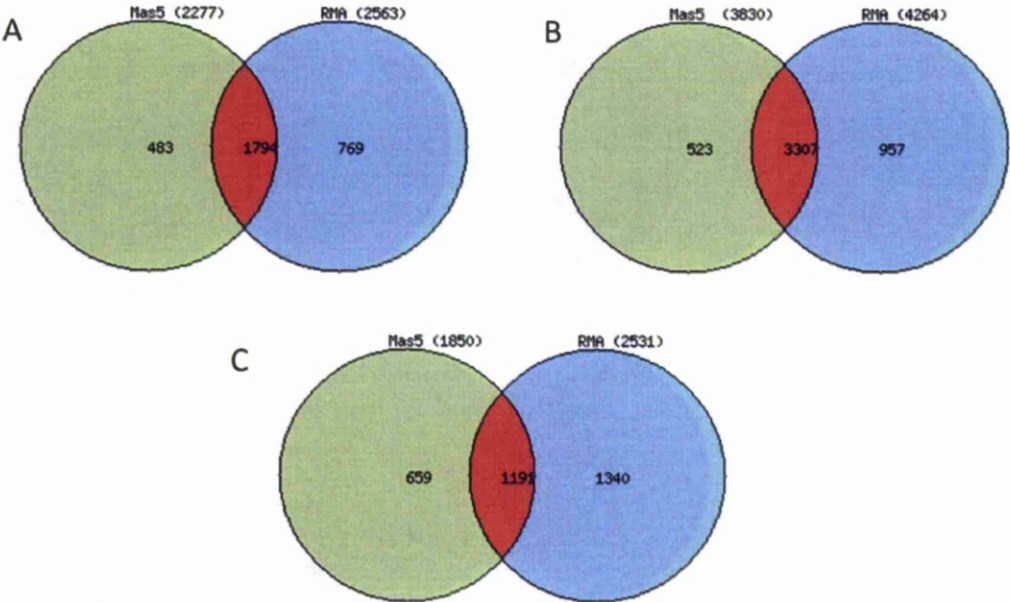 A
Mas5 (2277)
RMA (2563)
483
1794
769
B
Mas5 (3830)
RMA (4264)
523
3307
957
C
Mas5 (1850)
RMA (2531)
659
1191
1340